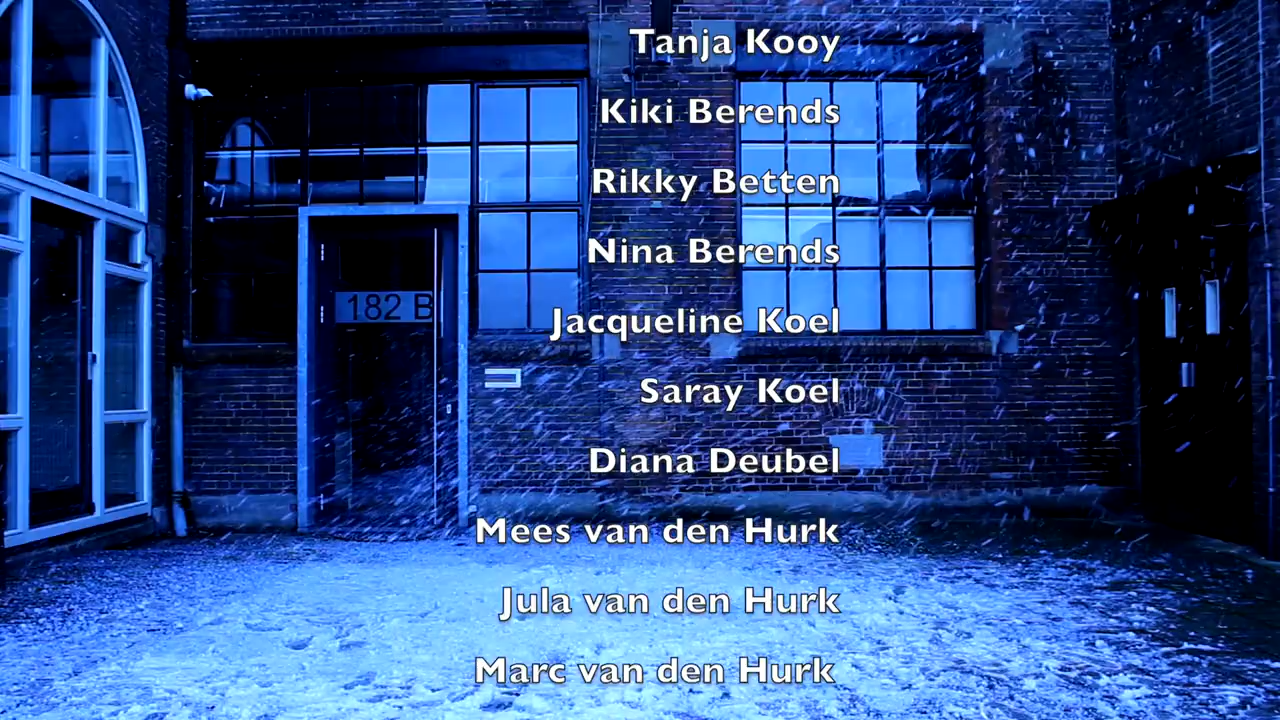 Tanja Kooy
Kiki Berends
Rikky Betten
Nina Berends
182 B
Jacqueline Koel
Saray Koel
Diana Deubel
Mees van den Hurk
Jula van den Hurk
Marc van den Hurk